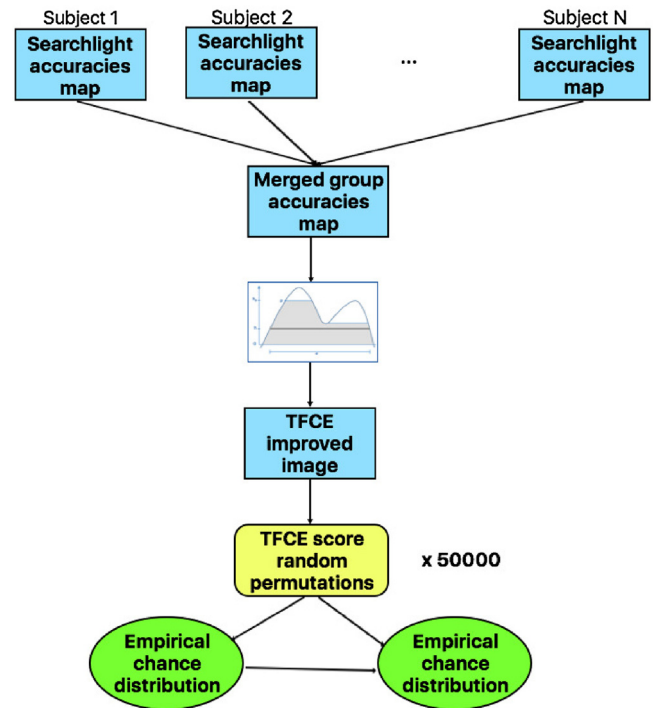 Subject 1
Subject 2
Subject N
Searchlight
accuracies
map
Searchlight
accuracies
map
...
Searchlight
accuracies
map
Merged group
accuracies
map
TFCE
improved
image
TFCE score
random
permutations
x 50000
Empirical
chance
distribution
Empirical
chance
distribution